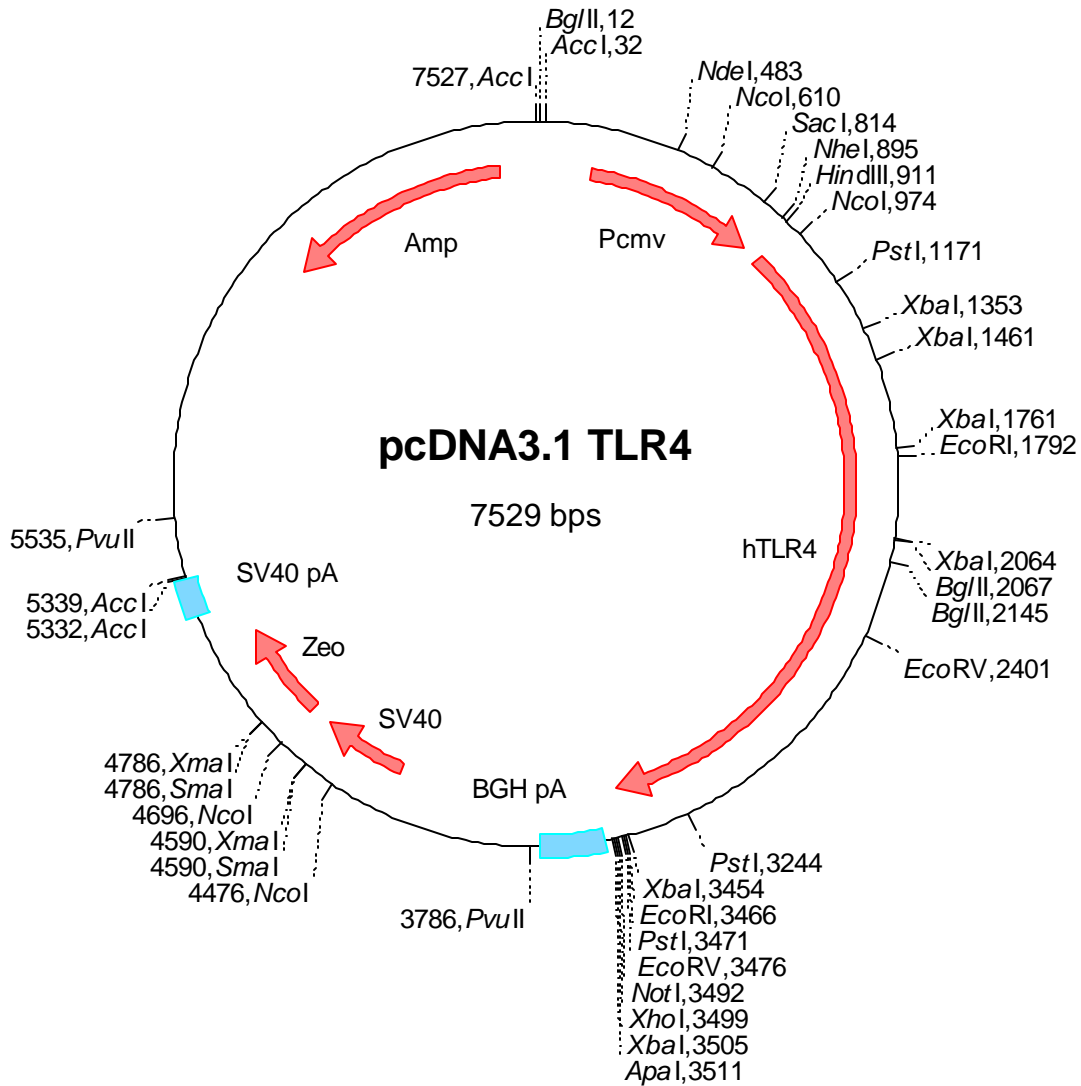 BglII,12
AccI,32
7527,AccI
NdeI,483
NcoI,610
SacI,814
NheI,895
HindIII,911
NcoI,974
Amp
Pcmv
PstI,1171
XbaI,1353
XbaI,1461
XbaI,1761
EcoRI,1792
pcDNA3.1 TLR4
7529 bps
5535,PvuII
hTLR4
XbaI,2064
SV40 pA
BglII,2067
5339,AccI
BglII,2145
5332,AccI
Zeo
EcoRV,2401
SV40
4786,XmaI
4786,SmaI
BGH pA
4696,NcoI
4590,XmaI
4590,SmaI
4476,NcoI
PstI,3244
XbaI,3454
3786,PvuII
EcoRI,3466
PstI,3471
EcoRV,3476
NotI,3492
XhoI,3499
XbaI,3505
ApaI,3511